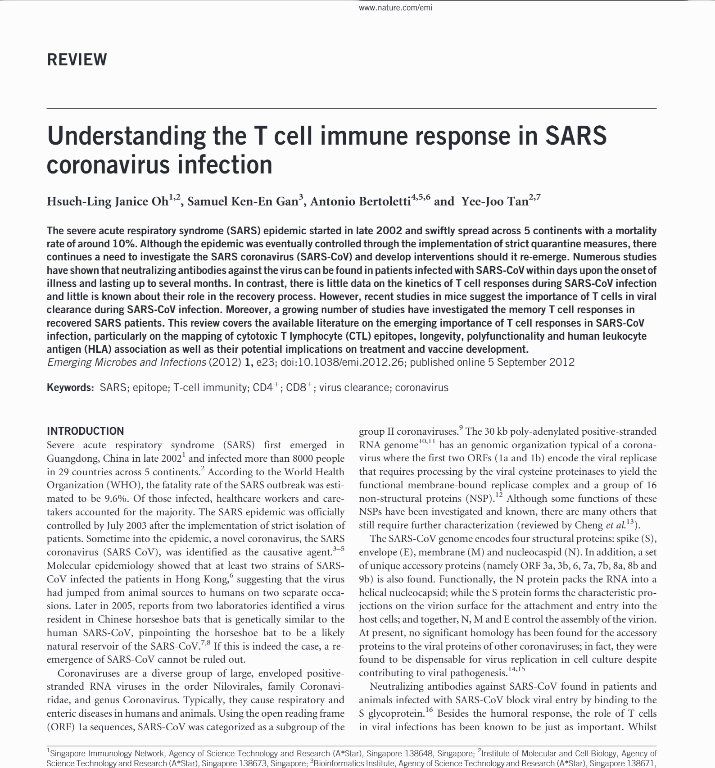 www.nature.com/emi
REVIEW
Understanding the T cell immune response in SARS
coronavirus infection
Hsueh-Ling Janice Oh1,2, Samuel Ken-En Gan3, Antonio Bertoletti4,5,6 and Yee-Joo Tan2,7
The severe acute respiratory syndrome (SARS) epidemic started in late 2002 and swiftly spread across 5 continents with a mortality
rate of around 10%. Although the epidemic was eventually controlled through the implementation of strict quarantine measures, there
continues a need to investigate the SARS coronavirus (SARS-CoV) and develop interventions should it re-emerge. Numerous studies
have shown that neutralizing antibodies against the virus can be found in patients infected with SARS-CoV within days upon the onset of
illness and lasting up to several months. In contrast, there is little data on the kinetics of T cell responses during SARS-CoV infection
and little is known about their role in the recovery process. However, recent studies in mice suggest the importance of T cells in viral
clearance during SARS-CoV infection. Moreover, a growing number of studies have investigated the memory T cell responses in
recovered SARS patients. This review covers the available literature on the emerging importance of T cell responses in SARS-CoV
infection, particularly on the mapping of cytotoxic T lymphocyte (CTL) epitopes, longevity, polyfunctionality and human leukocyte
antigen (HLA) association as well as their potential implications on treatment and vaccine development.
Emerging Microbes and Infections (2012) 1, e23; doi:10.1038/emi.2012.26; published online 5 September 2012
Keywords: SARS; epitope; T-cell immunity; CD4+; CD8+; virus clearance; coronavirus
INTRODUCTION
Severe acute respiratory syndrome (SARS) first emerged in
Guangdong, China in late 20021 and infected more than 8000 people
in 29 countries across 5 continents.2 According to the World Health
Organization (WHO), the fatality rate of the SARS outbreak was esti-
mated to be 9.6%. Of those infected, healthcare workers and care-
takers accounted for the majority. The SARS epidemic was officially
controlled by July 2003 after the implementation of strict isolation of
patients. Sometime into the epidemic, a novel coronavirus, the SARS
coronavirus (SARS CoV), was identified as the causative agent.3–5
Molecular epidemiology showed that at least two strains of SARS-
CoV infected the patients in Hong Kong,6 suggesting that the virus
had jumped from animal sources to humans on two separate occa-
sions. Later in 2005, reports from two laboratories identified a virus
resident in Chinese horseshoe bats that is genetically similar to the
human SARS-CoV, pinpointing the horseshoe bat to be a likely
natural reservoir of the SARS-CoV.7,8 If this is indeed the case, a re-
emergence of SARS-CoV cannot be ruled out.
Coronaviruses are a diverse group of large, enveloped positive-
stranded RNA viruses in the order Nilovirales, family Coronavi-
ridae, and genus Coronavirus. Typically, they cause respiratory and
enteric diseases in humans and animals. Using the open reading frame
(ORF) 1a sequences, SARS-CoV was categorized as a subgroup of the
group II coronaviruses.9 The 30 kb poly-adenylated positive-stranded
RNA genome10,11 has an genomic organization typical of a corona-
virus where the first two ORFs (1a and 1b) encode the viral replicase
that requires processing by the viral cysteine proteinases to yield the
functional membrane-bound replicase complex and a group of 16
non-structural proteins (NSP).12 Although some functions of these
NSPs have been investigated and known, there are many others that
still require further characterization (reviewed by Cheng et al.13).
The SARS-CoV genome encodes four structural proteins: spike (S),
envelope (E), membrane (M) and nucleocaspid (N). In addition, a set
of unique accessory proteins (namely ORF 3a, 3b, 6, 7a, 7b, 8a, 8b and
9b) is also found. Functionally, the N protein packs the RNA into a
helical nucleocapsid; while the S protein forms the characteristic pro-
jections on the virion surface for the attachment and entry into the
host cells; and together, N, M and E control the assembly of the virion.
At present, no significant homology has been found for the accessory
proteins to the viral proteins of other coronaviruses; in fact, they were
found to be dispensable for virus replication in cell culture despite
contributing to viral pathogenesis.14,15
Neutralizing antibodies against SARS-CoV found in patients and
animals infected with SARS-CoV block viral entry by binding to the
S glycoprotein.16 Besides the humoral response, the role of T cells
in viral infections has been known to be just as important. Whilst
1Singapore Immunology Network, Agency of Science Technology and Research (A*Star), Singapore 138648, Singapore; 2Institute of Molecular and Cell Biology, Agency of
Science Technology and Research (A*Star), Singapore 138673, Singapore; 3Bioinformatics Institute, Agency of Science Technology and Research (A*Star), Singapore 138671,